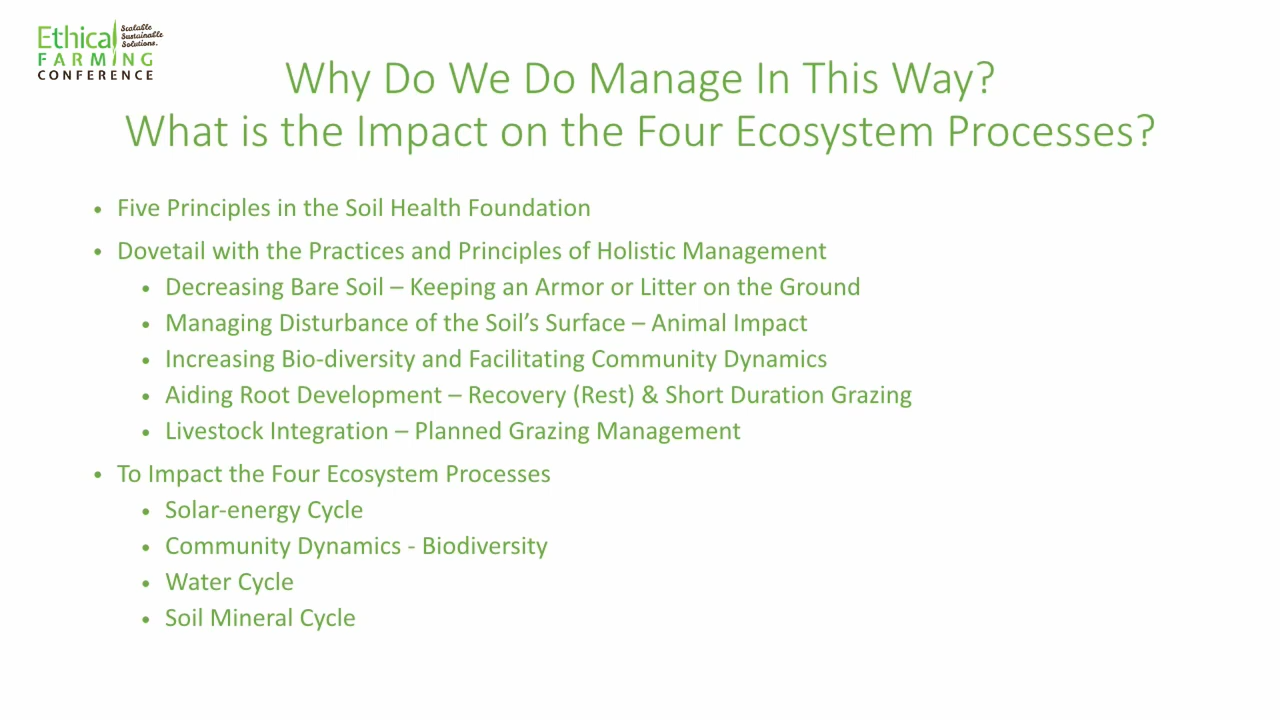 Ethical
FARMING
CONFERENCE
Scalable
Sustainable
Solutions.
Why Do We Do Manage In This Way?
What is the Impact on the Four Ecosystem Processes?
• Five Principles in the Soil Health Foundation
• Dovetail with the Practices and Principles of Holistic Management
• Decreasing Bare Soil – Keeping an Armor or Litter on the Ground
• Managing Disturbance of the Soil’s Surface – Animal Impact
• Increasing Bio-diversity and Facilitating Community Dynamics
• Aiding Root Development – Recovery (Rest) & Short Duration Grazing
• Livestock Integration – Planned Grazing Management
• To Impact the Four Ecosystem Processes
• Solar-energy Cycle
• Community Dynamics - Biodiversity
• Water Cycle
• Soil Mineral Cycle